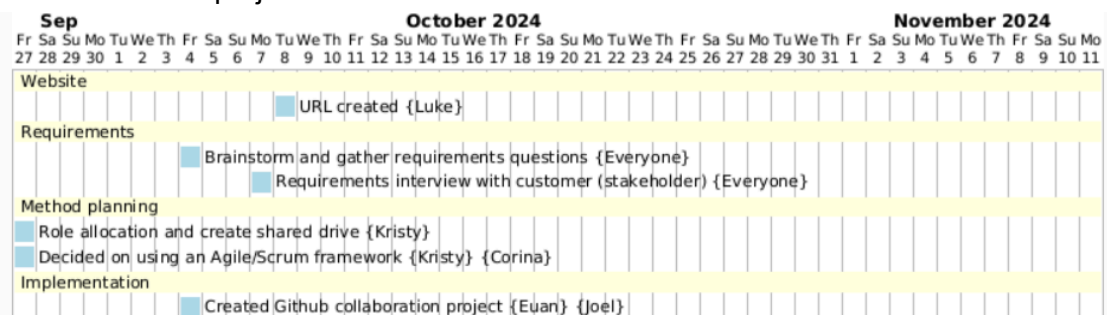 Sep October 2024 November 2024
Fr Sa Su Mo Tu We Th Fr Sa Su Mo Tu We Th Fr Sa Su Mo Tu We Th Fr Sa Su Mo Tu We Th Fr Sa Su Mo Tu We Th Fr Sa Su Mo Tu We Th Fr Sa Su Mo
27 28 29 30 1 2 3 4 5 6 7 8 9 10 11 12 13 14 15 16 17 18 19 20 21 22 23 24 25 26 27 28 29 30 31 1 2 3 4 5 6 7 8 9 10 11
Website
URL created {Luke}
Requirements
Brainstorm and gather requirements questions {Everyone}
Requirements interview with customer (stakeholder) {Everyone}
Method planning
Role allocation and create shared drive {Kristy}
Decided on using an Agile/Scrum framework {Kristy} {Corina}
Implementation
Created Github collaboration project {Euan} {Joel}